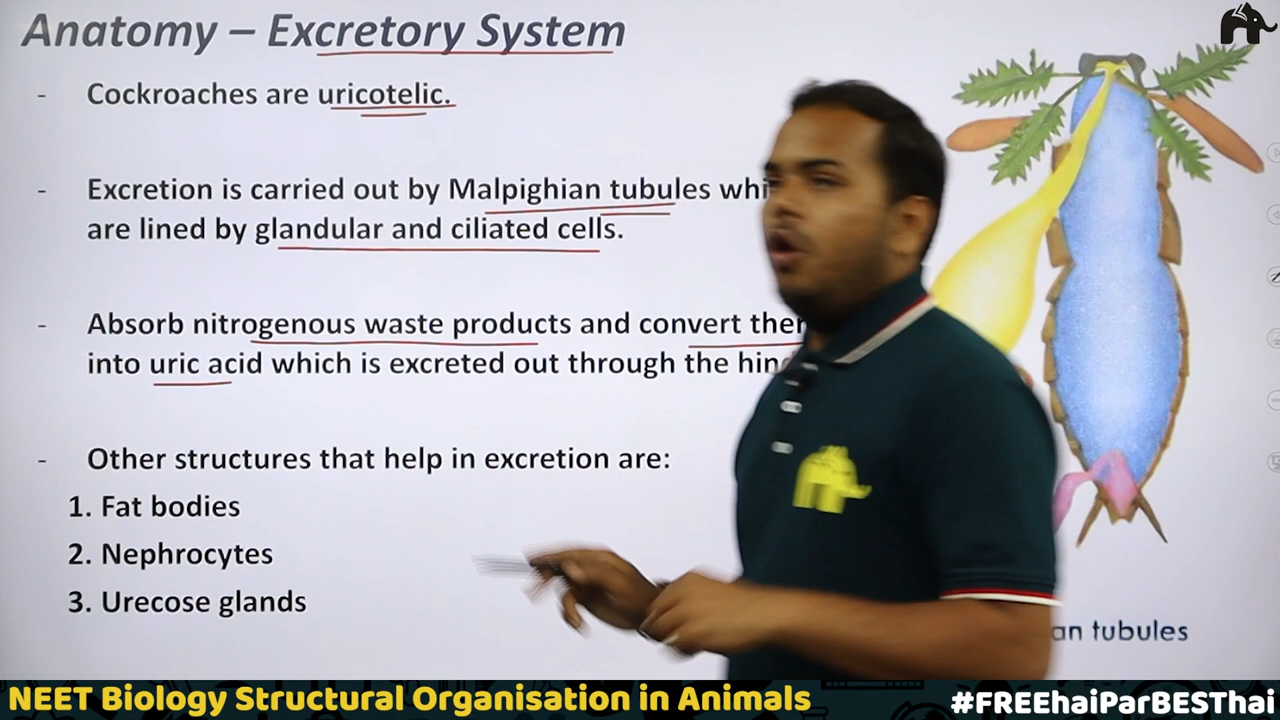 Anatomy – Excretory System
- Cockroaches are uricotelic.
- Excretion is carried out by Malpighian tubules
are lined by glandular and ciliated cells.
- Absorb nitrogenous waste products and convert
into uric acid which is excreted out through the
- Other structures that help in excretion are:
1. Fat bodies
2. Nephrocytes
3. Urecose glands
tubules
NEET Biology Structural Organisation in Animals
#FREEhaiParBESThai